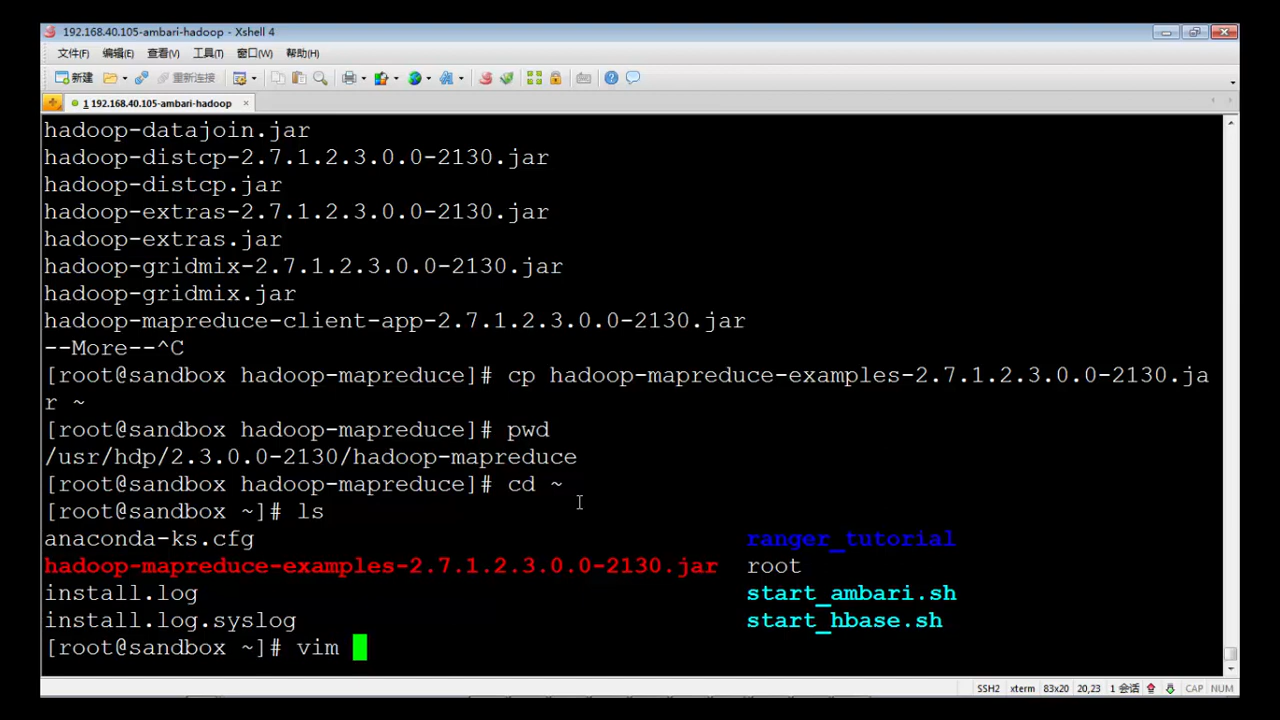 192.168.40.105-ambari-hadoop - Xshell 4
文件(F) 编辑(E) 查看(V) 工具(T) 窗口(W) 帮助(H)
新建 重新连接
1 192.168.40.105-ambari-hadoop ×
hadoop-datajoin.jar
hadoop-distcp-2.7.1.2.3.0.0-2130.jar
hadoop-distcp.jar
hadoop-extras-2.7.1.2.3.0.0-2130.jar
hadoop-extras.jar
hadoop-gridmix-2.7.1.2.3.0.0-2130.jar
hadoop-gridmix.jar
hadoop-mapreduce-client-app-2.7.1.2.3.0.0-2130.jar
--More--^C
[root@sandbox hadoop-mapreduce]# cp hadoop-mapreduce-examples-2.7.1.2.3.0.0-2130.ja
r ~
[root@sandbox hadoop-mapreduce]# pwd
/usr/hdp/2.3.0.0-2130/hadoop-mapreduce
[root@sandbox hadoop-mapreduce]# cd ~
[root@sandbox ~]# ls
anaconda-ks.cfg ranger_tutorial
hadoop-mapreduce-examples-2.7.1.2.3.0.0-2130.jar root
install.log start_ambari.sh
install.log.syslog start_hbase.sh
[root@sandbox ~]# vim
SSH2 xterm 83x20 20,23 1 会话 CAP NUM